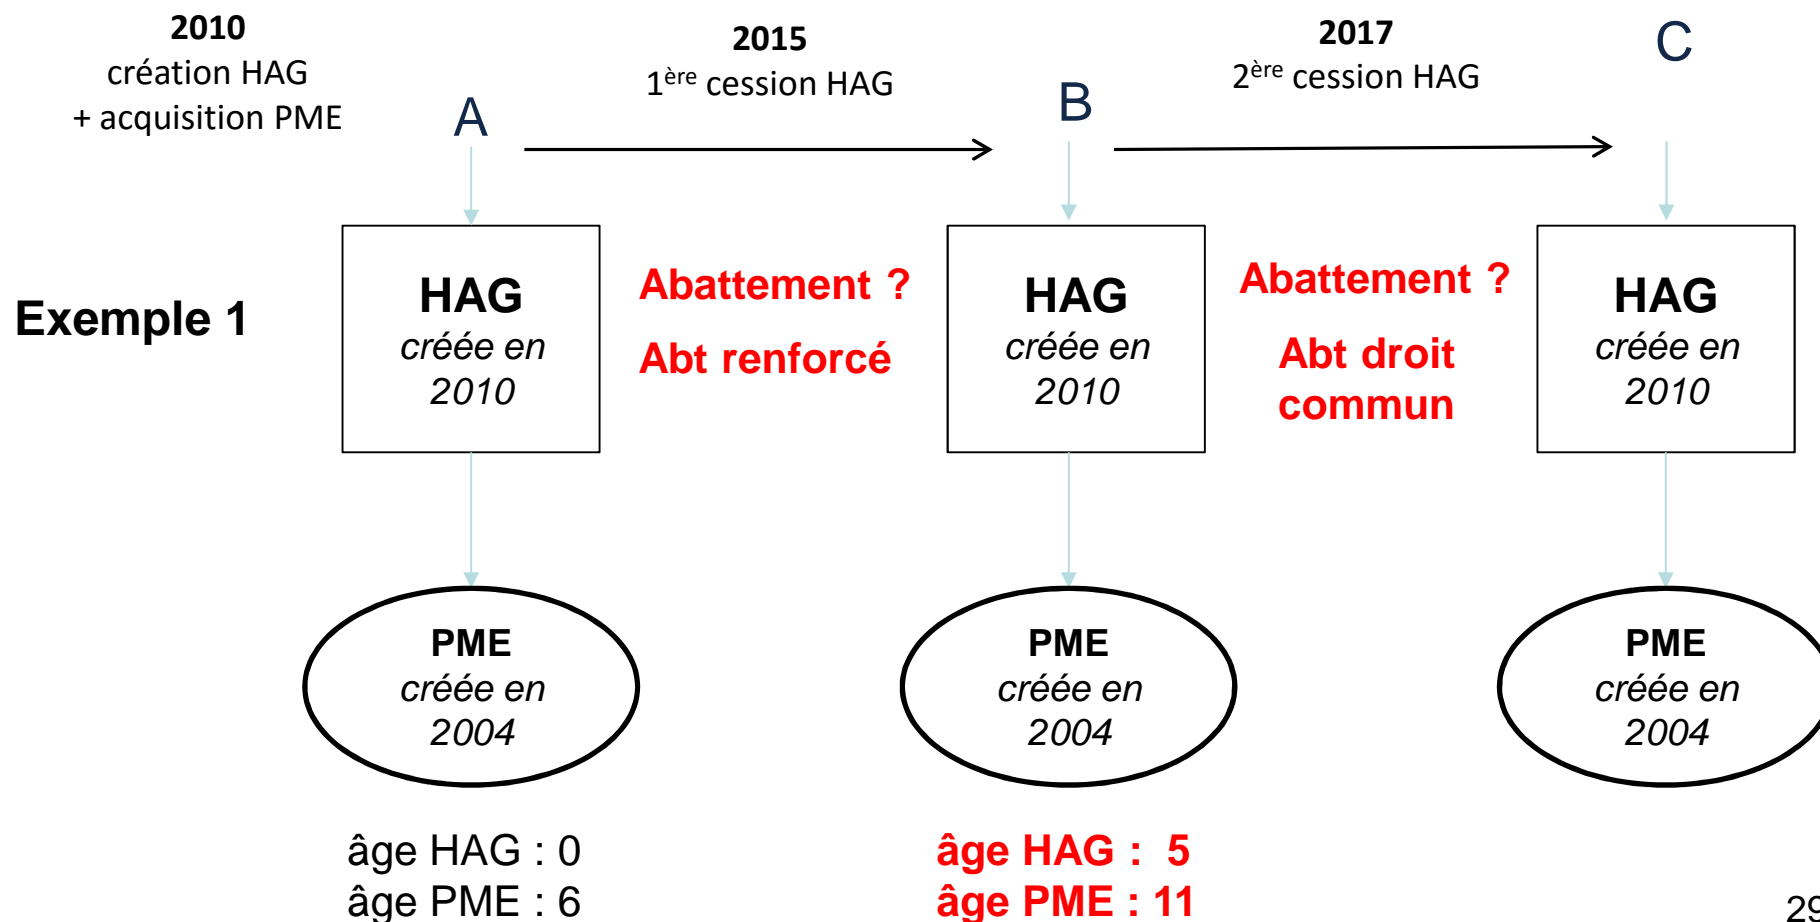 2010
création HAG
+ acquisition PME
A
2015
1ère cession HAG
B
2017
2ère cession HAG
C
Exemple 1
HAG
créée en
2010
Abattement ?
Abt renforcé
HAG
créée en
2010
Abattement ?
Abt droit
commun
HAG
créée en
2010
PME
créée en
2004
PME
créée en
2004
PME
créée en
2004
âge HAG : 0
âge PME : 6
âge HAG : 5
âge PME : 11
29